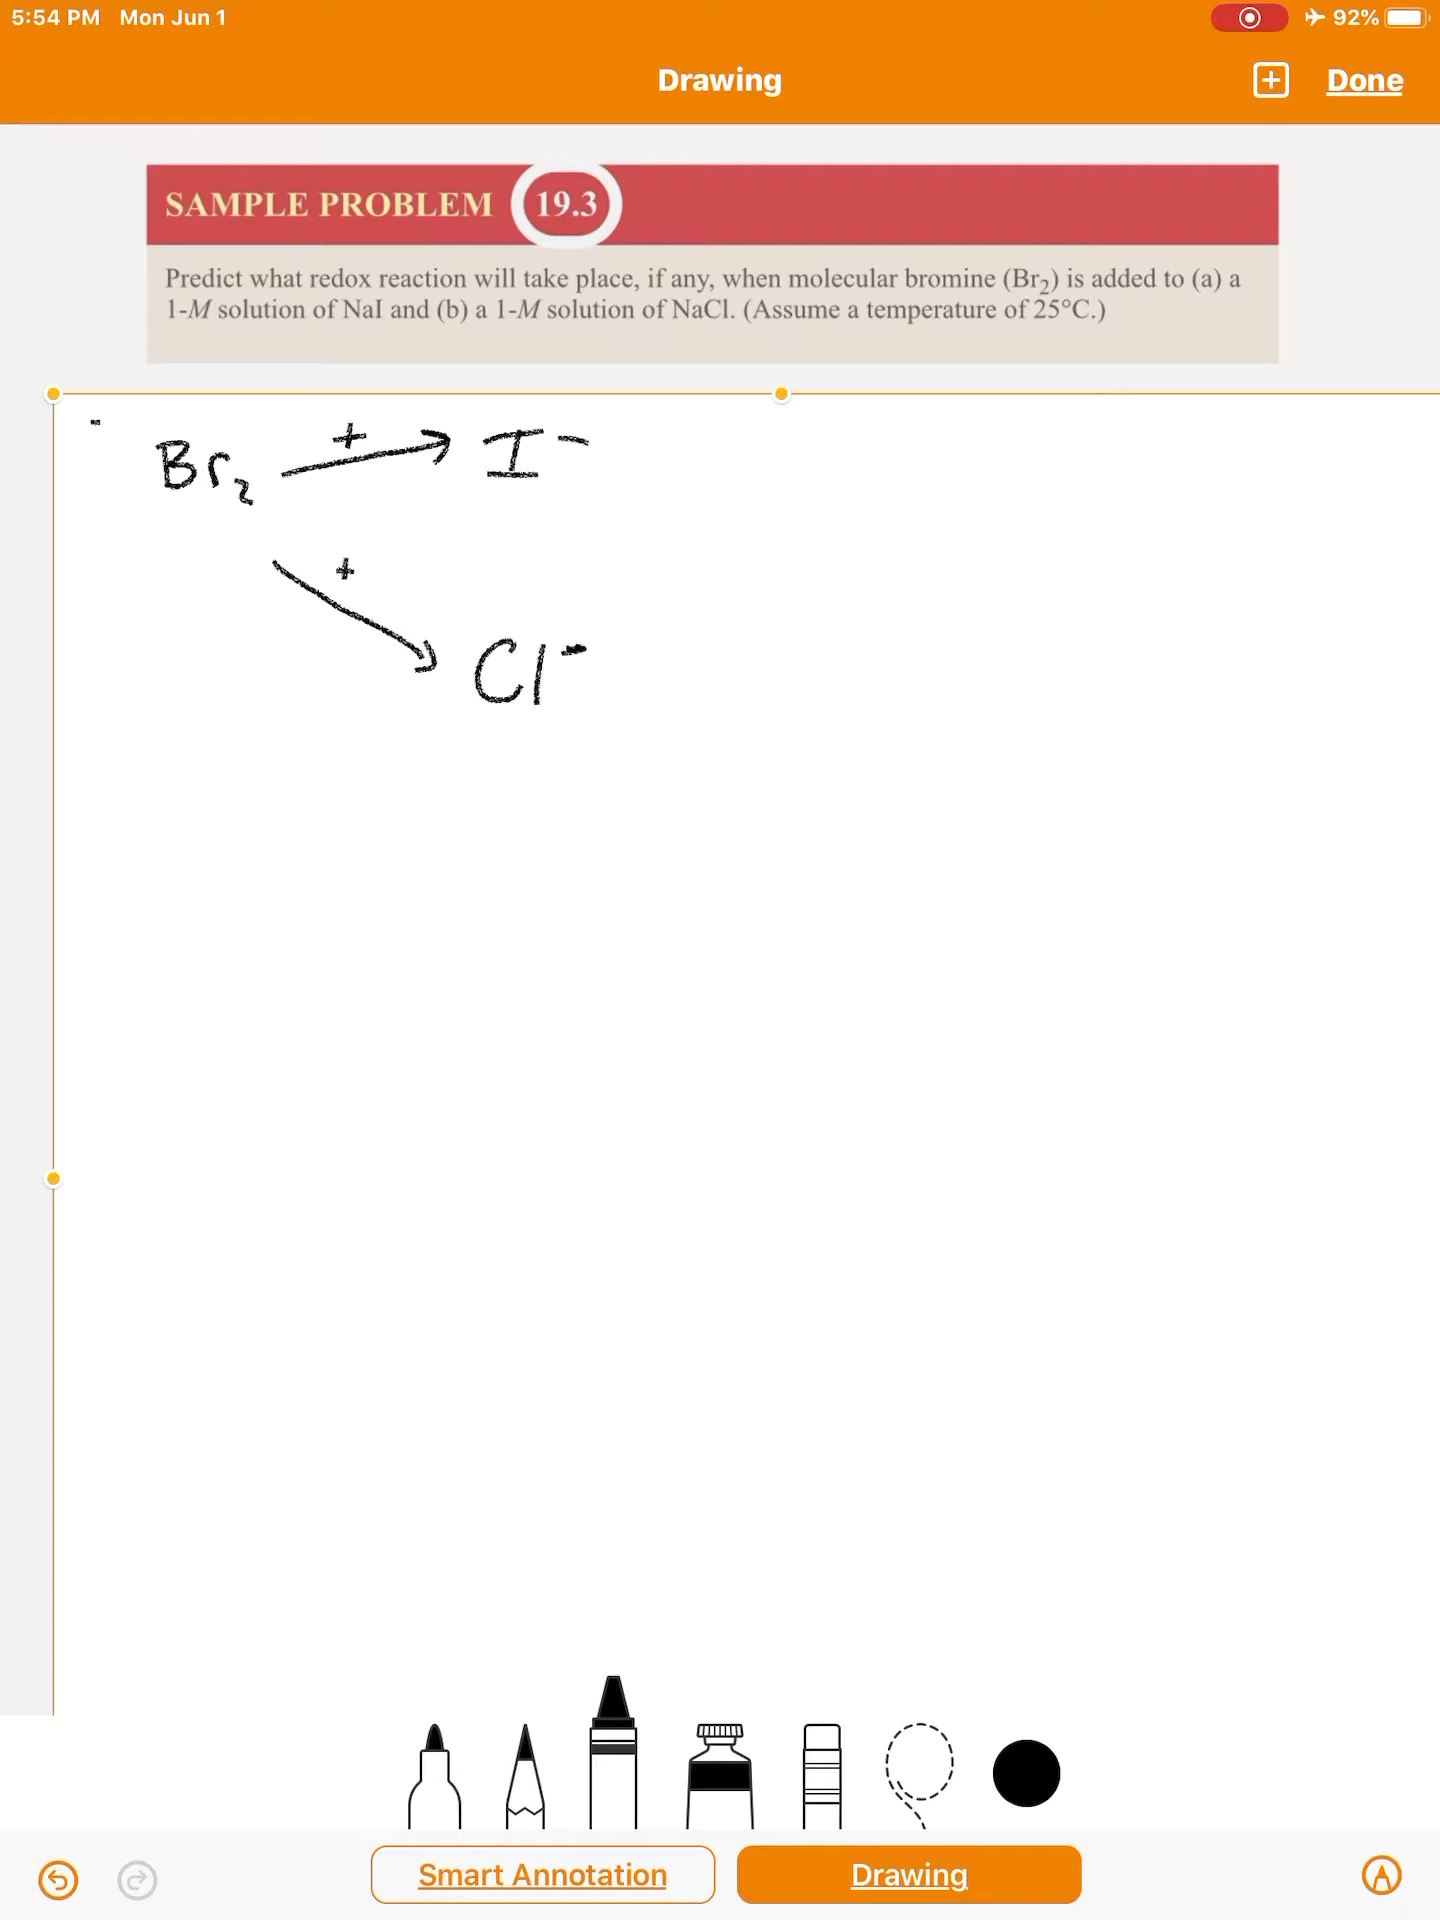 5:54 PM Mon Jun 1
92%
Drawing
Done
SAMPLE PROBLEM 19.3
Predict what redox reaction will take place, if any, when molecular bromine (Br₂) is added to (a) a
1-M solution of NaI and (b) a 1-M solution of NaCl. (Assume a temperature of 25°C.)
Br₂ + → I⁻
+
Cl⁻
Smart Annotation
Drawing